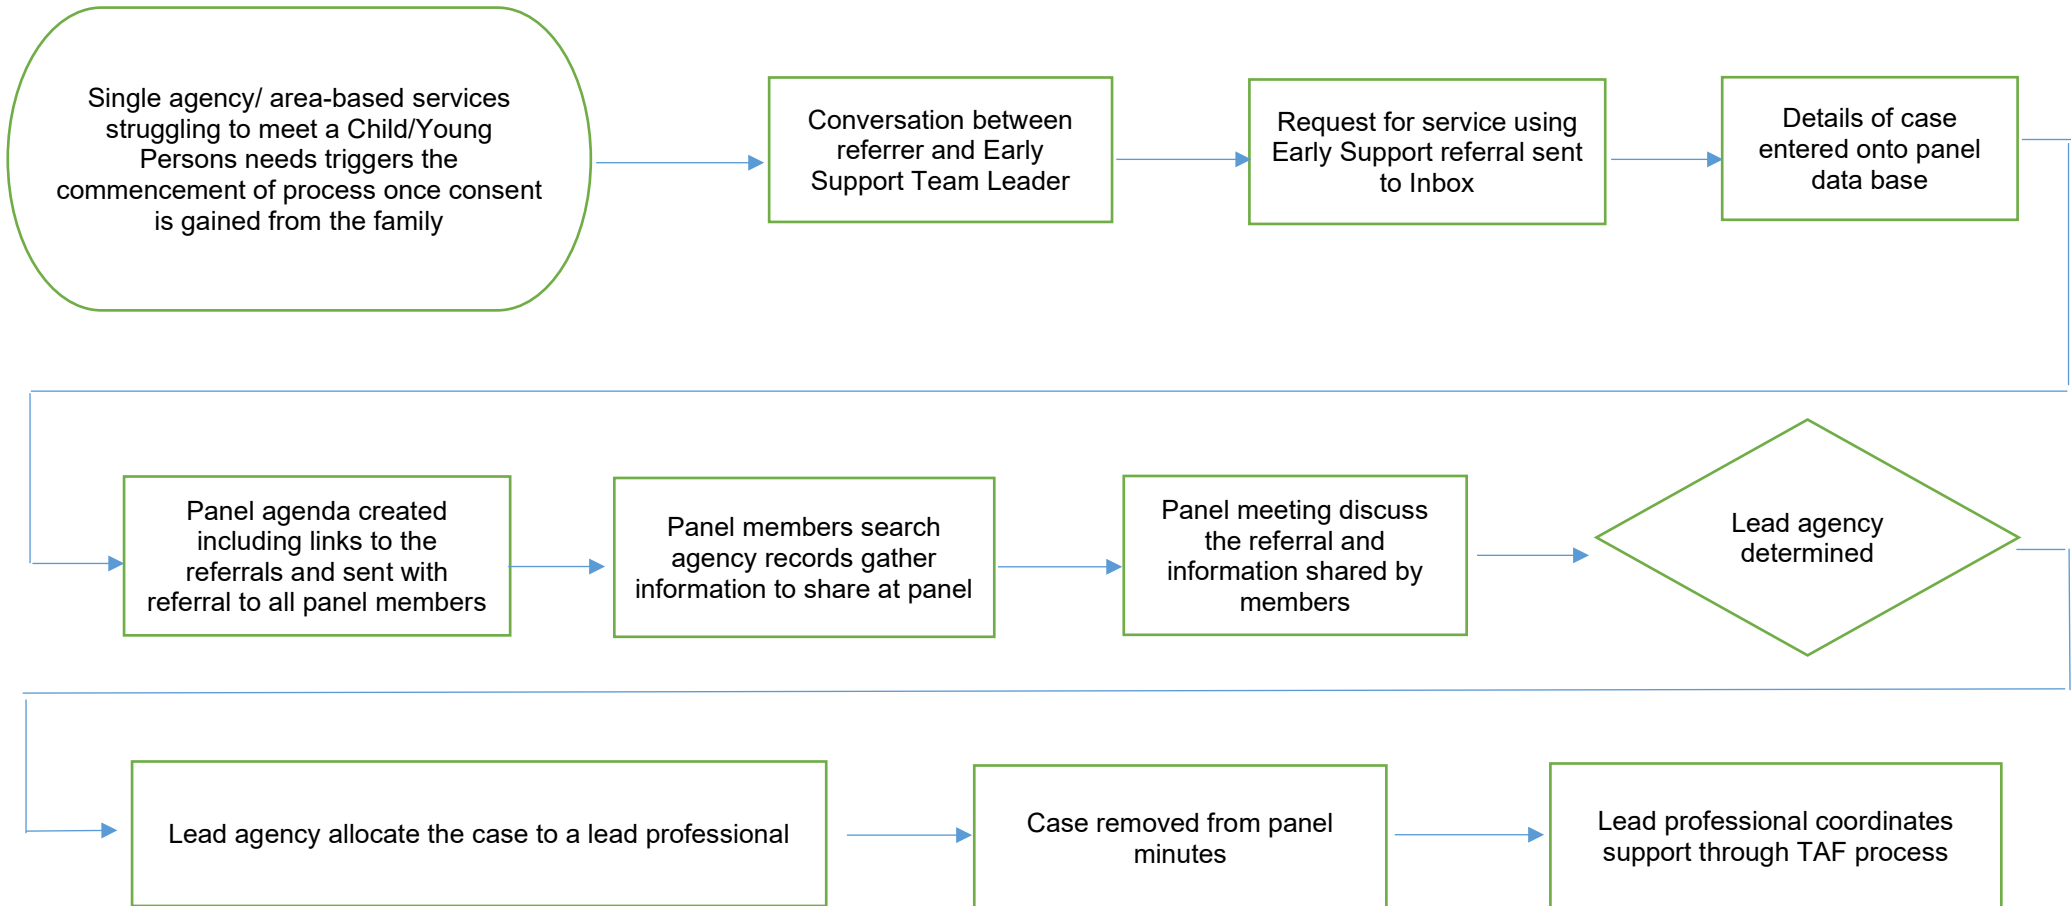 Single agency/ area-based services
struggling to meet a Child/Young
Persons needs triggers the
commencement of process once consent
is gained from the family
Conversation between
referrer and Early
Support Team Leader
Request for service using
Early Support referral sent
to Inbox
Details of case
entered onto panel
data base
Panel agenda created
including links to the
referrals and sent with
referral to all panel members
Panel members search
agency records gather
information to share at panel
Panel meeting discuss
the referral and
information shared by
members
Lead agency
determined
Lead agency allocate the case to a lead professional
Case removed from panel
minutes
Lead professional coordinates
support through TAF process